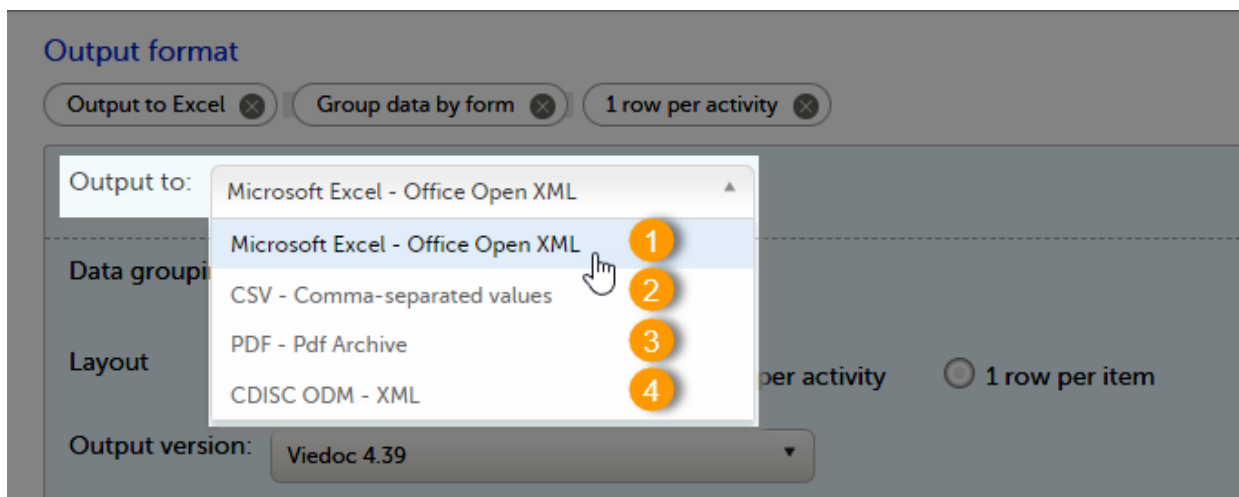 Output format
Output to Excel Group data by form 1 row per activity
Output to: Microsoft Excel - Office Open XML
Microsoft Excel - Office Open XML 1
Data groupi
CSV - Comma-separated values 2
PDF - Pdf Archive 3
Layout per activity 1 row per item
CDISC ODM - XML 4
Output version: Viedoc 4.39